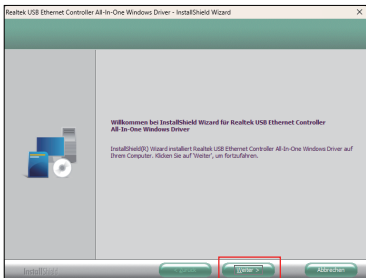 Realtek USB Ethernet Controller All-In-One Windows Driver - InstallShield Wizard
Willkommen bei InstallShield Wizard für Realtek USB Ethernet Controller
All-In-One Windows Driver
InstallShield(R) Wizard installiert Realtek USB Ethernet Controller All-In-One Windows Driver auf
Ihrem Computer. Klicken Sie auf 'Weiter', um fortzufahren.
InstallShield
< Zurück
Weiter >
Abbrechen